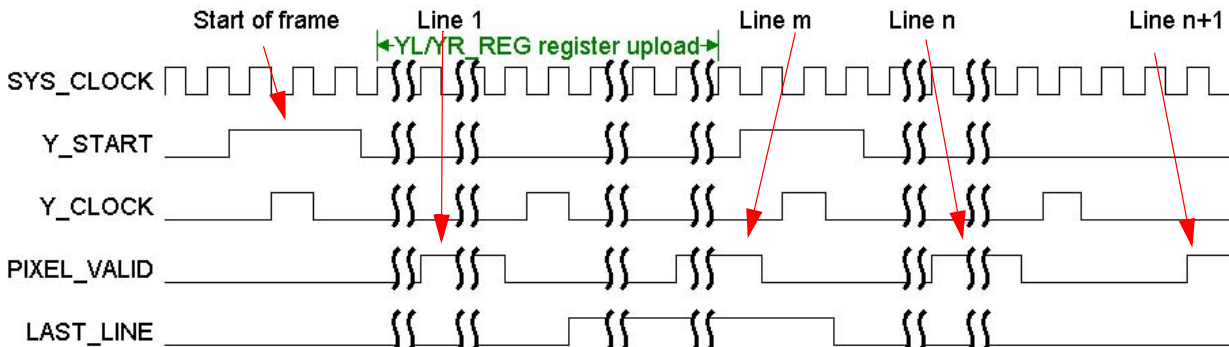 Start of frame Line 1 Line m Line n Line n+1
YL/YR_REG register upload
SYS_CLOCK
Y_START
Y_CLOCK
PIXEL_VALID
LAST_LINE